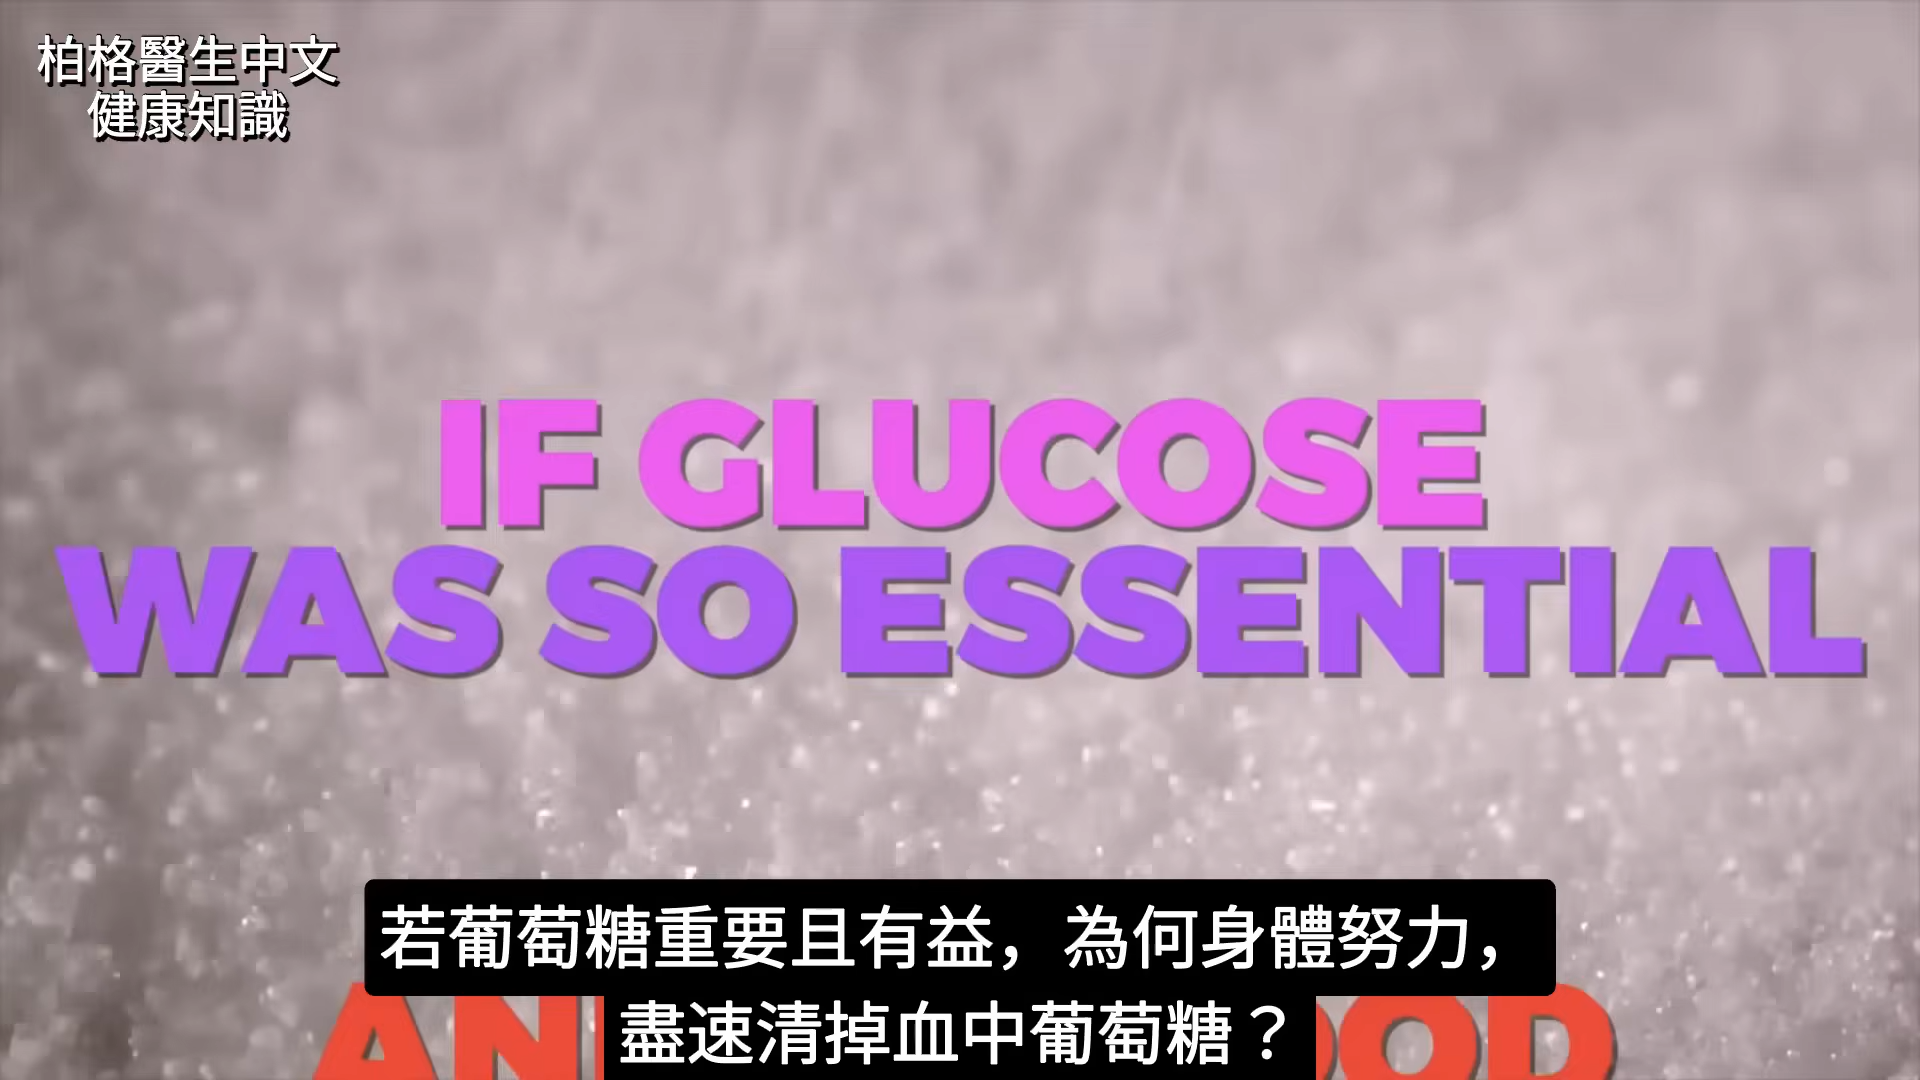 柏格醫生中文
健康知識
IF GLUCOSE
WAS SO ESSENTIAL
若葡萄糖重要且有益，為何身體努力，
盡速清掉血中葡萄糖？